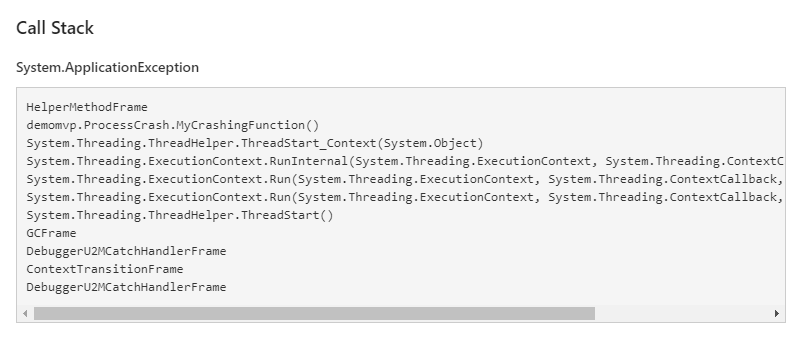 Call Stack
System.ApplicationException
HelperMethodFrame
demomvp.ProcessCrash.MyCrashingFunction()
System.Threading.ThreadHelper.ThreadStart_Context(System.Object)
System.Threading.ExecutionContext.RunInternal(System.Threading.ExecutionContext, System.Threading.ContextC
System.Threading.ExecutionContext.Run(System.Threading.ExecutionContext, System.Threading.ContextCallback,
System.Threading.ExecutionContext.Run(System.Threading.ExecutionContext, System.Threading.ContextCallback,
System.Threading.ThreadHelper.ThreadStart()
GCFrame
DebuggerU2MCatchHandlerFrame
ContextTransitionFrame
DebuggerU2MCatchHandlerFrame